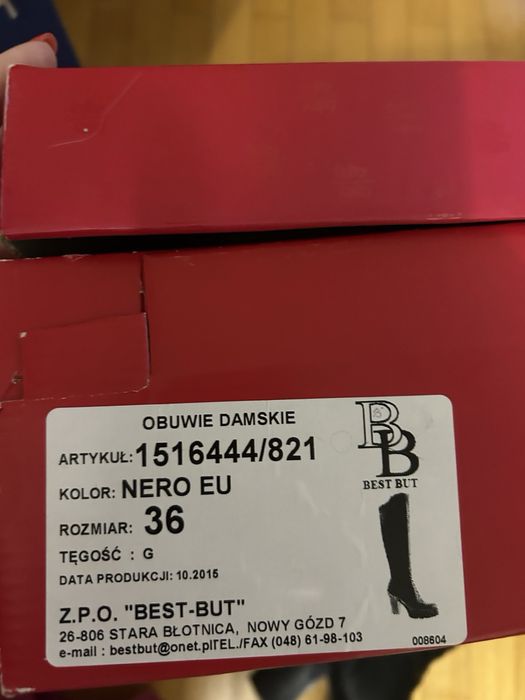 OBUWIE DAMSKIE
ARTYKUŁ: 1516444/821
KOLOR: NERO EU
ROZMIAR: 36
TĘGOŚĆ : G
DATA PRODUKCJI: 10.2015
Z.P.O. "BEST-BUT"
26-806 STARA BŁOTNICA, NOWY GÓZD 7
e-mail : bestbut@onet.plTEL./FAX (048) 61-98-103
BB
BEST BUT
008604